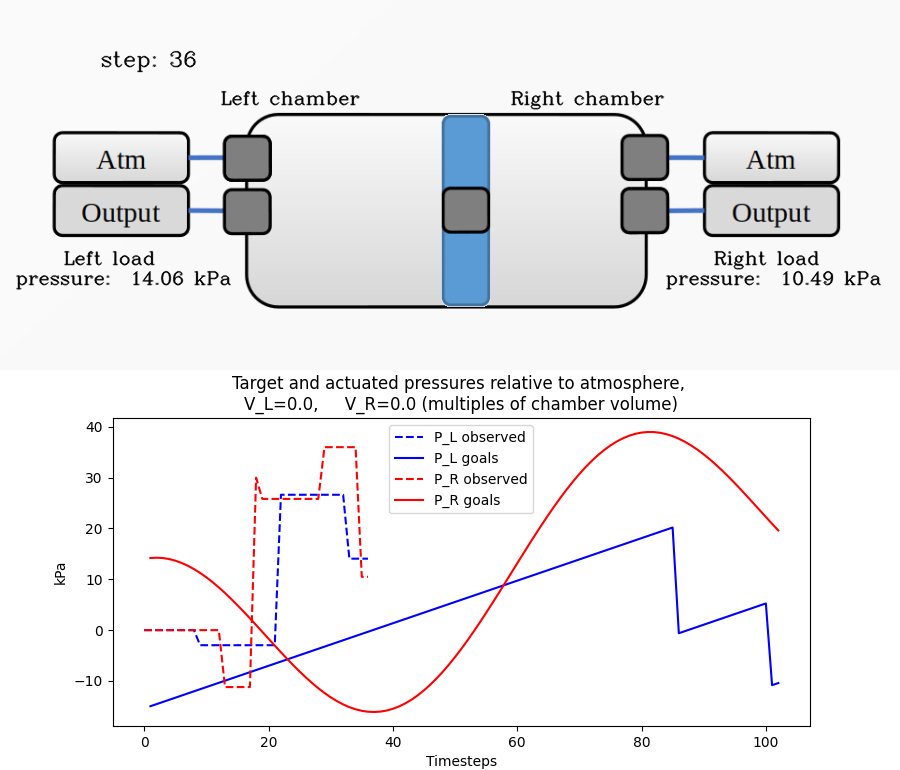 step: 36
Left chamber
Right chamber
Atm
Atm
Output
Output
Left load
pressure: 14.06 kPa
Right load
pressure: 10.49 kPa
Target and actuated pressures relative to atmosphere,
V_L=0.0, V_R=0.0 (multiples of chamber volume)
P_L observed
P_L goals
P_R observed
P_R goals
kPa
40
30
20
10
0
−10
0
20
40
60
80
100
Timesteps